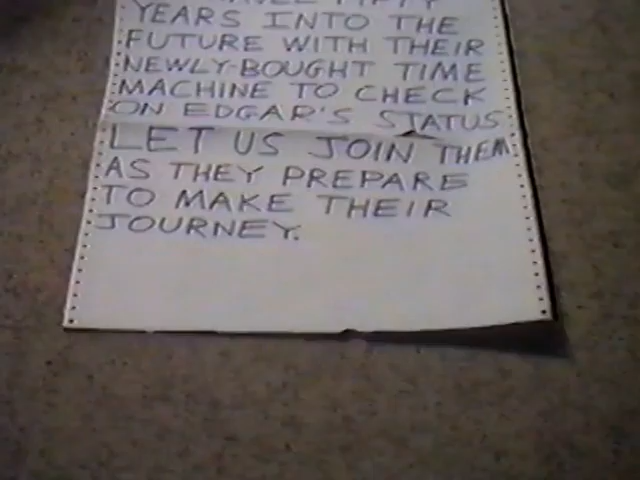 YEARS INTO THE
FUTURE WITH THEIR
NEWLY-BOUGHT TIME
MACHINE TO CHECK
ON EDGAR'S STATUS
LET US JOIN THEM
AS THEY PREPARE
TO MAKE THEIR
JOURNEY.